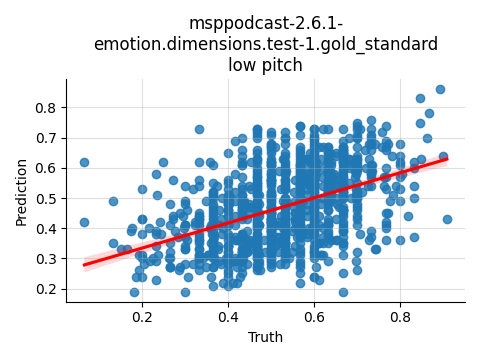 msppodcast-2.6.1-
emotion.dimensions.test-1.gold_standard
low pitch
0.8
0.7
0.6
0.5
0.4
0.3
0.2
Prediction
0.2 0.4 0.6 0.8
Truth